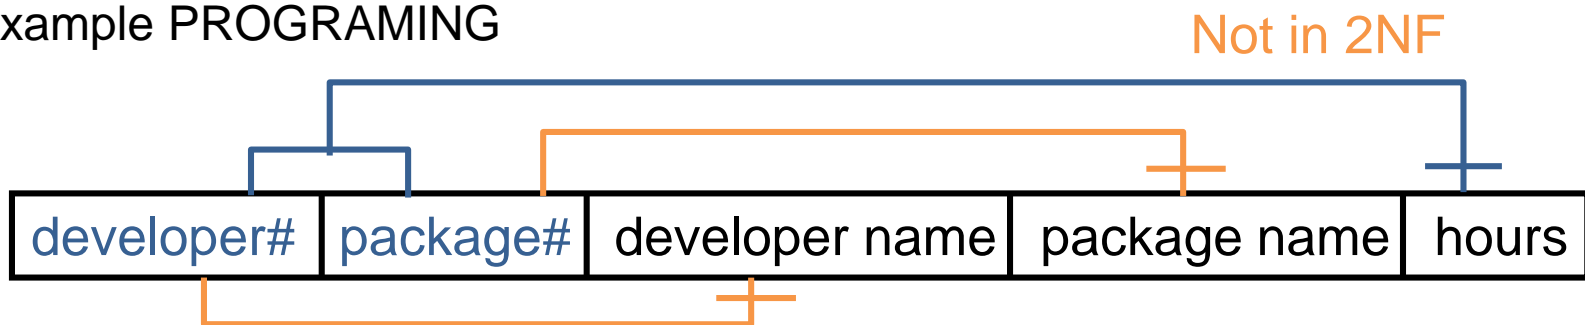 xample PROGRAMING
Not in 2NF
developer# package# developer name package name hours